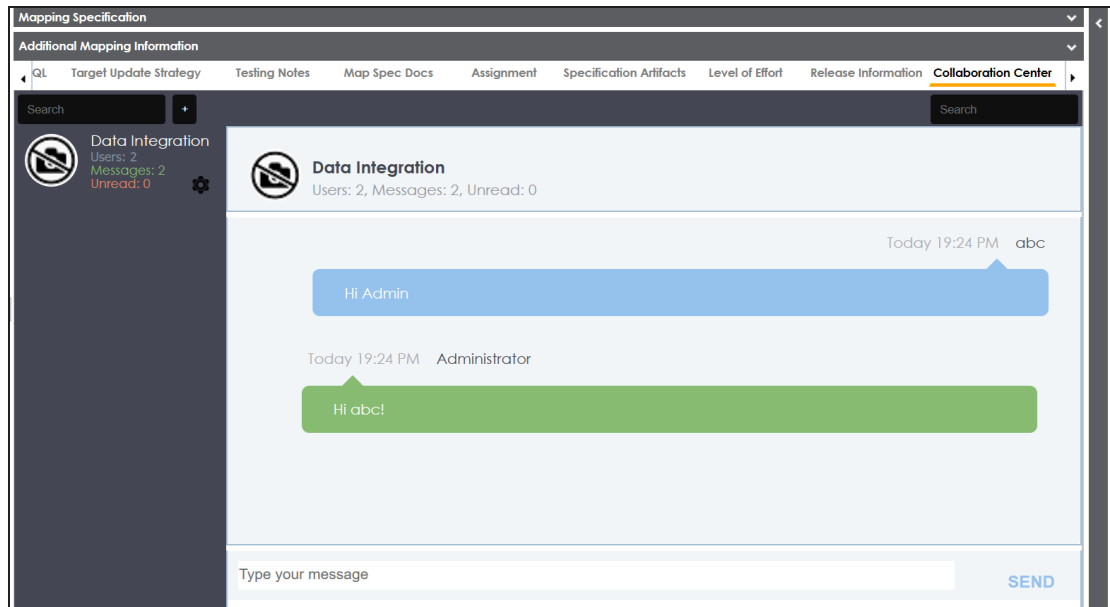 Mapping Specification
Additional Mapping Information
QL Target Update Strategy Testing Notes Map Spec Docs Assignment Specification Artifacts Level of Effort Release Information Collaboration Center
Search + Search
Data Integration
Users: 2
Messages: 2
Unread: 0
Data Integration
Users: 2, Messages: 2, Unread: 0
Today 19:24 PM abc
Hi Admin
Today 19:24 PM Administrator
Hi abc!
Type your message
SEND